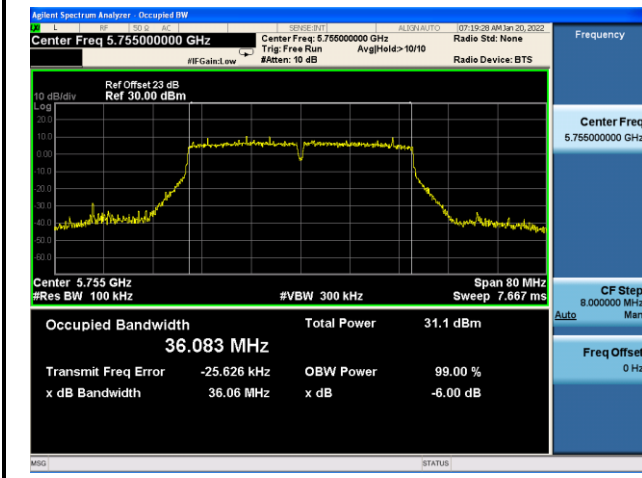 Agilent Spectrum Analyzer - Occupied BW
L RF 50 Ω AC SENSE:INT ALIGN AUTO 07:19:28 AM Jan 20, 2022
Center Freq 5.755000000 GHz
Center Freq: 5.755000000 GHz
Radio Std: None
Trig: Free Run Avg|Hold:>10/10
#IFGain:Low #Atten: 10 dB
Radio Device: BTS
Frequency
Ref Offset 23 dB
10 dB/div Ref 30.00 dBm
Log
20.0
10.0
0.00
-10.0
-20.0
-30.0
-40.0
-50.0
-60.0
Center 5.755 GHz Span 80 MHz
#Res BW 100 kHz #VBW 300 kHz Sweep 7.667 ms
Center Freq
5.755000000 GHz
CF Step
8.000000 MHz
Auto Man
Freq Offset
0 Hz
Occupied Bandwidth Total Power 31.1 dBm
36.083 MHz
Transmit Freq Error -25.626 kHz OBW Power 99.00 %
x dB Bandwidth 36.06 MHz x dB -6.00 dB
MSG STATUS